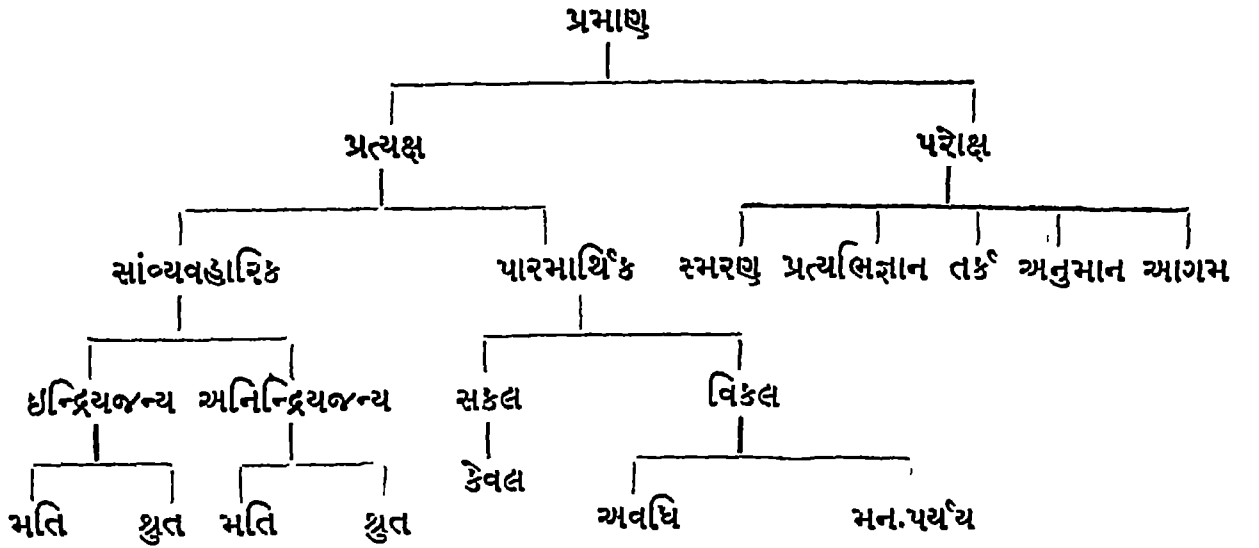 પ્રમાણ
પ્રત્યક્ષ પરોક્ષ
સાંવ્યવહારિક પારમાર્થિક સ્મરણ પ્રત્યભિજ્ઞાન તર્ક અનુમાન આગમ
ઇન્દ્રિયજન્ય અનિન્દ્રિયજન્ય સકલ વિકલ
કેવલ
મતિ શ્રુત મતિ શ્રુત અવધિ મન.પર્યય